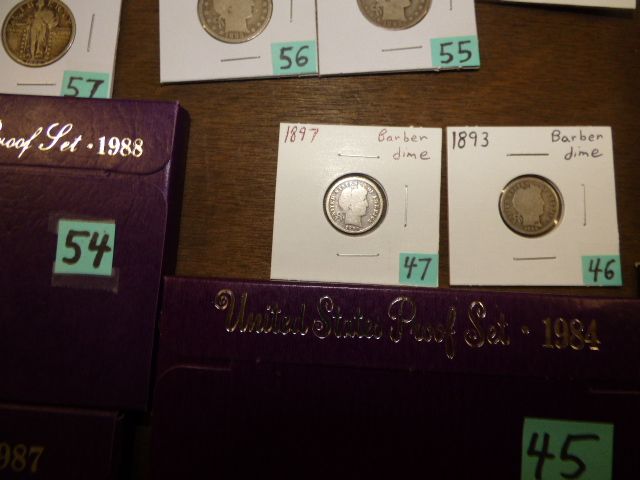 57
56
55
Proof Set · 1988
54
1897 Barber
dime
47
1893 Barber
dime
46
United States Proof Set · 1984
45
987